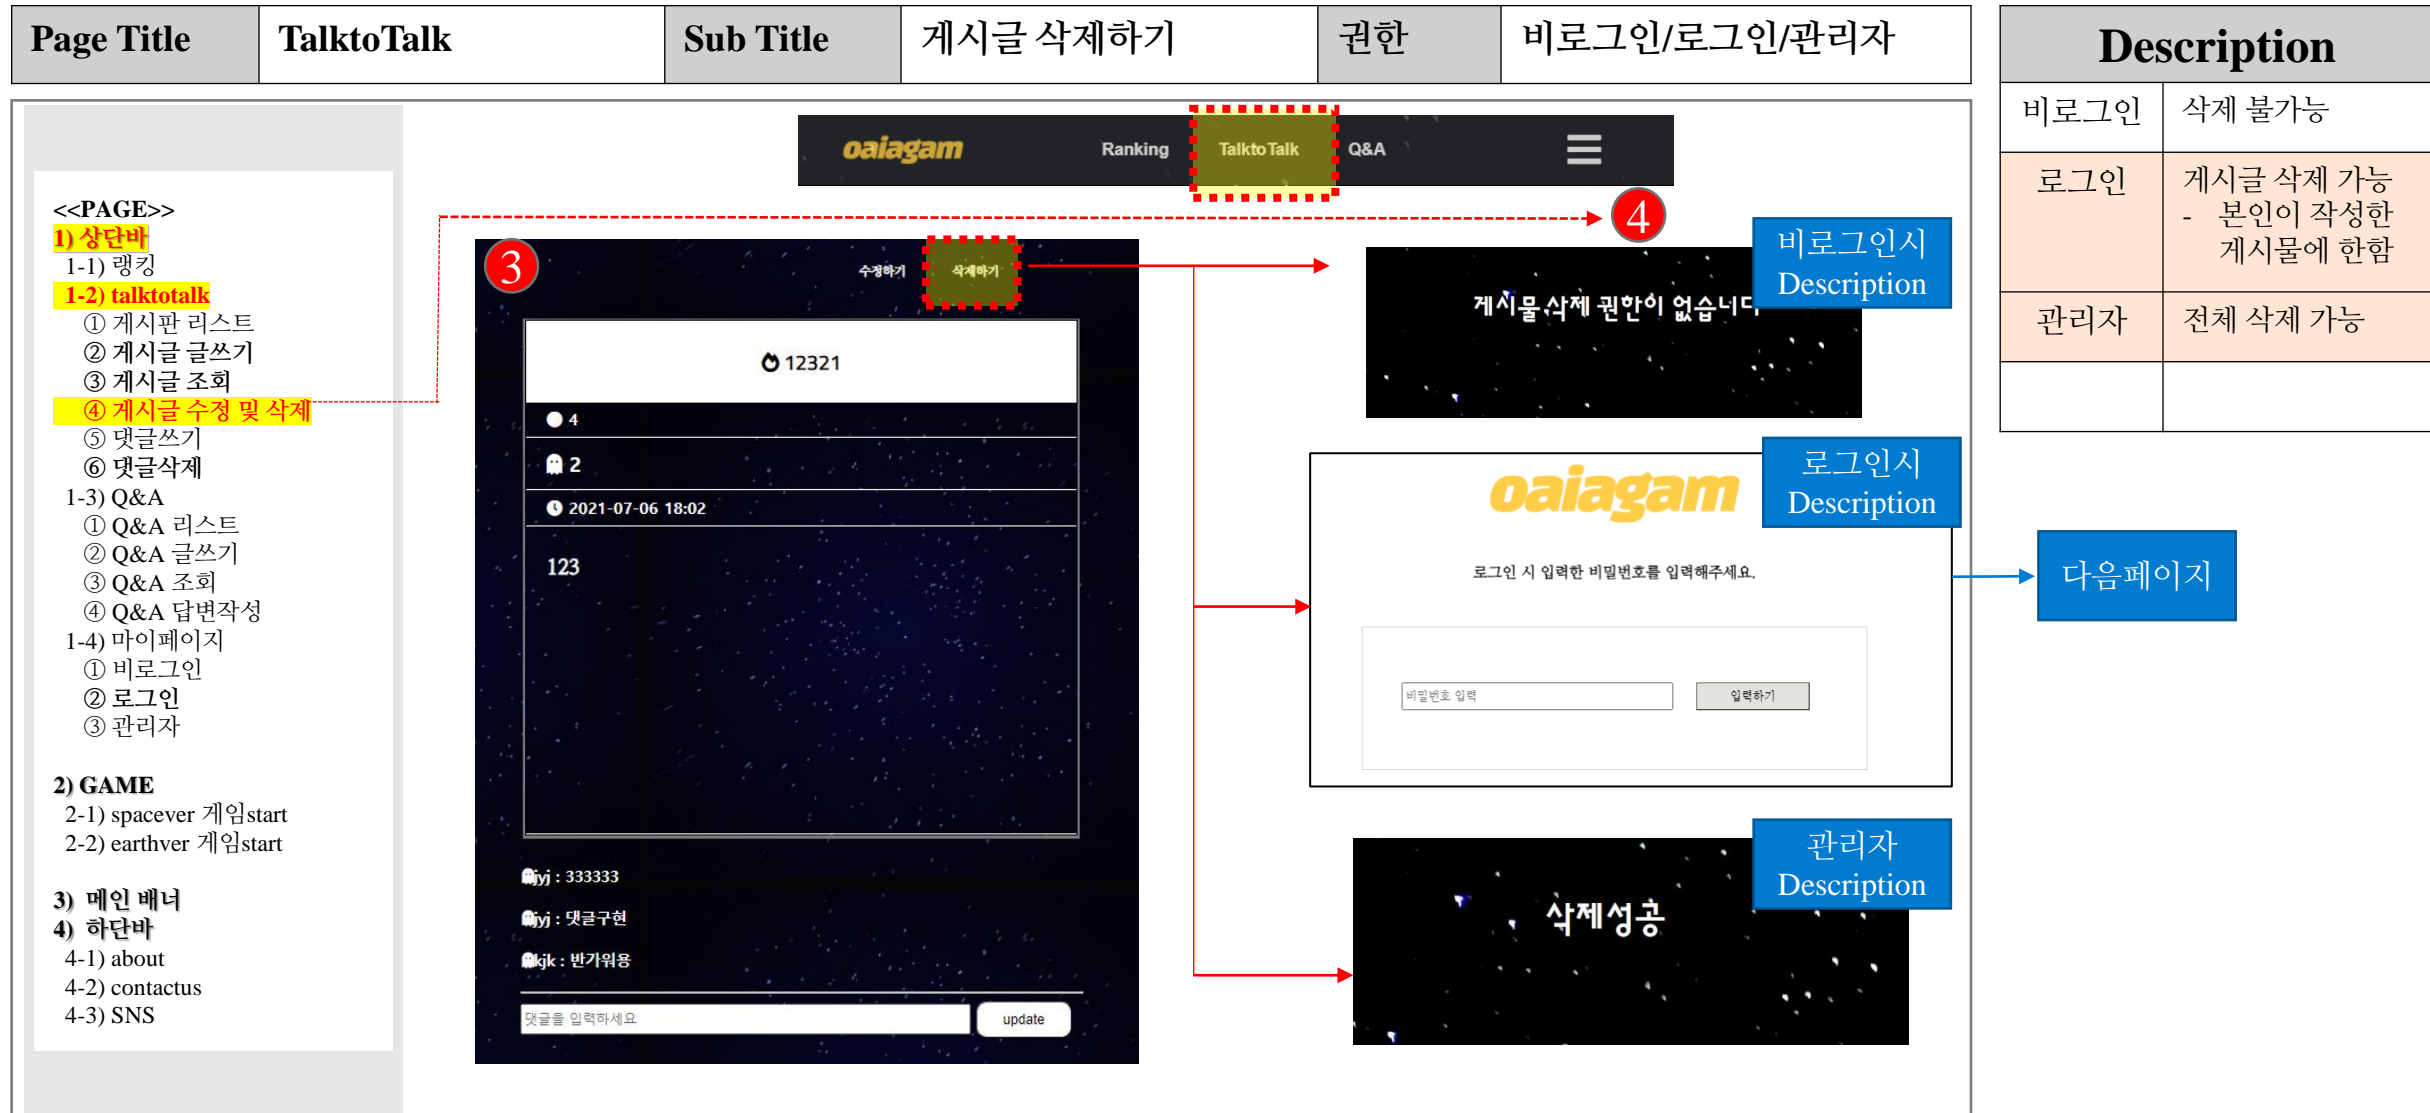 Page Title
TalktoTalk
Sub Title
게시글 삭제하기
권한
비로그인/로그인/관리자
Description
비로그인
삭제 불가능
로그인
게시글 삭제 가능
- 본인이 작성한
게시물에 한함
관리자
전체 삭제 가능
<<PAGE>>
1) 상단바
1-1) 랭킹
1-2) talktotalk
① 게시판 리스트
② 게시글 글쓰기
③ 게시글 조회
④ 게시글 수정 및 삭제
⑤ 댓글쓰기
⑥ 댓글삭제
1-3) Q&A
① Q&A 리스트
② Q&A 글쓰기
③ Q&A 조회
④ Q&A 답변작성
1-4) 마이페이지
① 비로그인
② 로그인
③ 관리자
2) GAME
2-1) spacever 게임start
2-2) earthver 게임start
3) 메인 배너
4) 하단바
4-1) about
4-2) contactus
4-3) SNS
oaiagam
Ranking
TalktoTalk
Q&A
3
수정하기
삭제하기
12321
4
2
2021-07-06 18:02
123
jyj : 333333
jyj : 댓글구현
kjk : 반가워용
댓글을 입력하세요
update
4
비로그인시
Description
게시물 삭제 권한이 없습니다
로그인시
Description
oaiagam
로그인 시 입력한 비밀번호를 입력해주세요.
비밀번호 입력
입력하기
다음페이지
관리자
Description
삭제성공